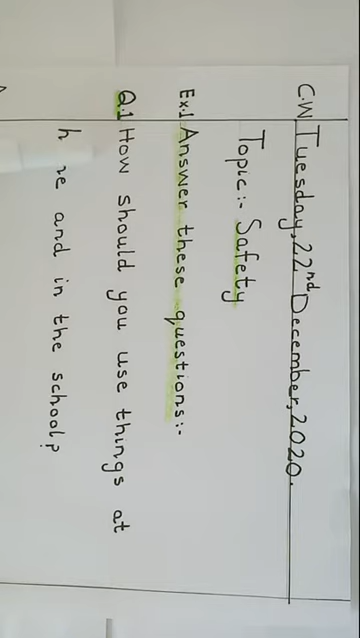 C.W Tuesday, 22nd December, 2020.
Topic:- Safety
Ex.1 Answer these questions:-
Q.1 How should you use things at
and in the school?